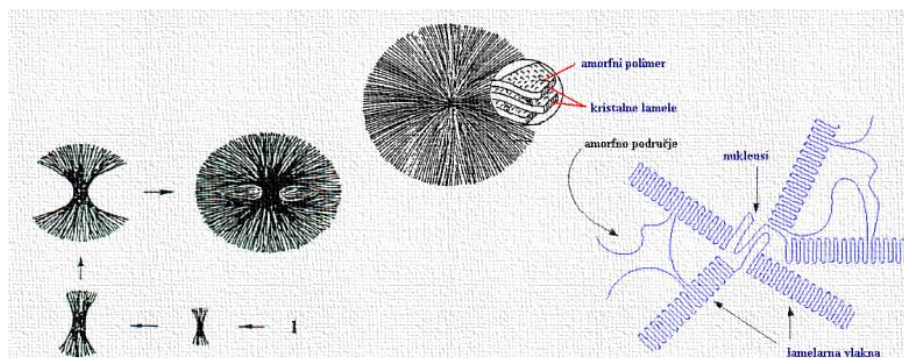 amorfni polimer
kristalne lamele
amorfno područje
nukleusi
lamelarna vlakna